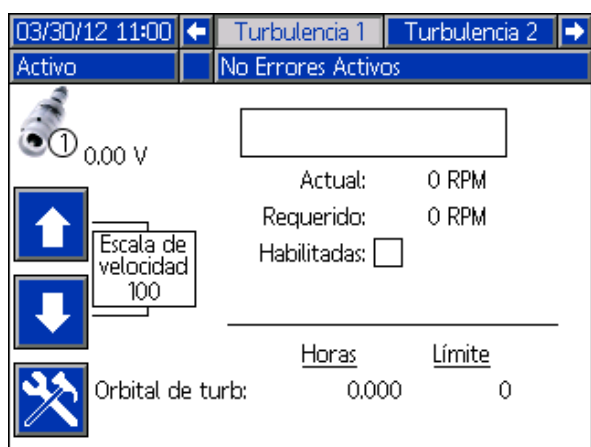 03/30/12 11:00 Turbulencia 1 Turbulencia 2
Activo No Errores Activos
1 0.00 V
Actual: 0 RPM
Requerido: 0 RPM
Habilitadas:
Escala de
velocidad
100
Horas Límite
Orbital de turb: 0.000 0